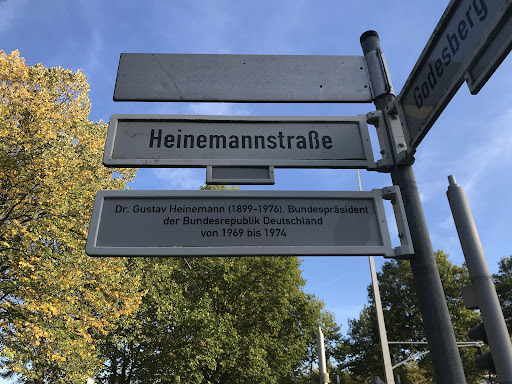 Heinemannstraße
Dr. Gustav Heinemann (1899-1976), Bundespräsident
der Bundesrepublik Deutschland
von 1969 bis 1974
Godesberg